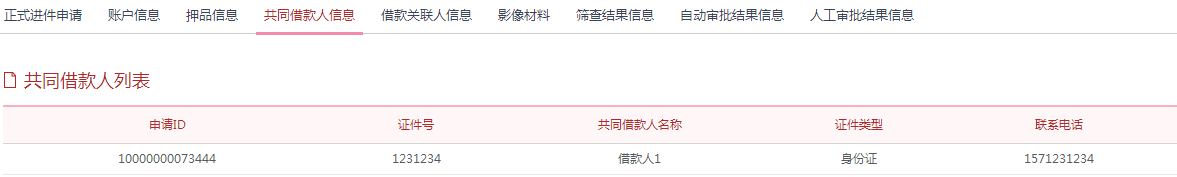 正式进件申请 账户信息 押品信息 共同借款人信息 借款关联人信息 影像材料 筛查结果信息 自动审批结果信息 人工审批结果信息
共同借款人列表
申请ID 证件号 共同借款人名称 证件类型 联系电话
10000000073444 1231234 借款人1 身份证 1571231234